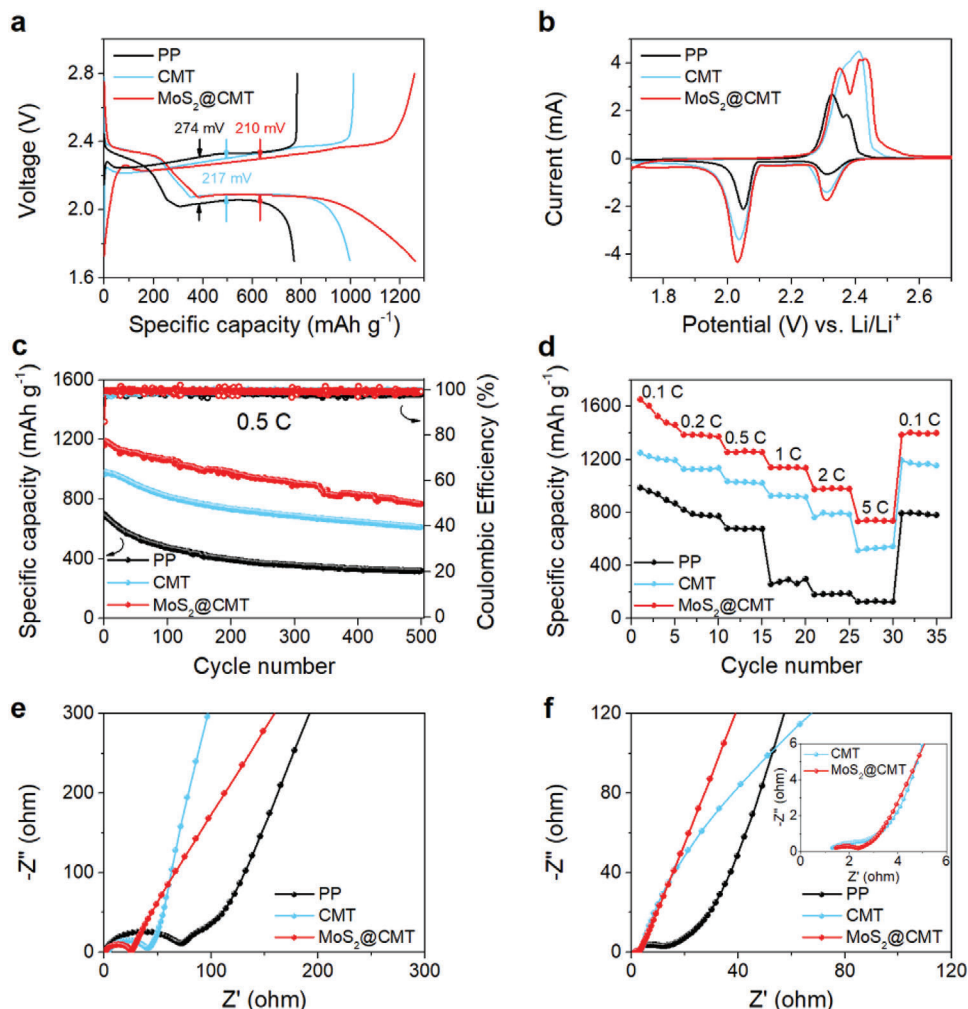 a
PP
CMT
MoS₂@CMT
274 mV
210 mV
217 mV
2.8
2.4
2.0
1.6
Voltage (V)
0 200 400 600 800 1000 1200
Specific capacity (mAh g⁻¹)
b
PP
CMT
MoS₂@CMT
4
2
0
-2
-4
Current (mA)
1.8 2.0 2.2 2.4 2.6
Potential (V) vs. Li/Li⁺
c
1600
1200
800
400
0
Specific capacity (mAh g⁻¹)
0.5 C
PP
CMT
MoS₂@CMT
100
80
60
40
20
0
Coulombic Efficiency (%)
0 100 200 300 400 500
Cycle number
d
1600
1200
800
400
0
Specific capacity (mAh g⁻¹)
0.1 C
0.2 C
0.5 C
1 C
2 C
5 C
0.1 C
PP
CMT
MoS₂@CMT
0 5 10 15 20 25 30 35
Cycle number
e
300
200
100
0
-Z" (ohm)
PP
CMT
MoS₂@CMT
0 100 200 300
Z' (ohm)
f
120
80
40
0
-Z" (ohm)
CMT
MoS₂@CMT
6
4
2
0
-Z" (ohm)
0 2 4 6
Z' (ohm)
PP
CMT
MoS₂@CMT
0 40 80 120
Z' (ohm)